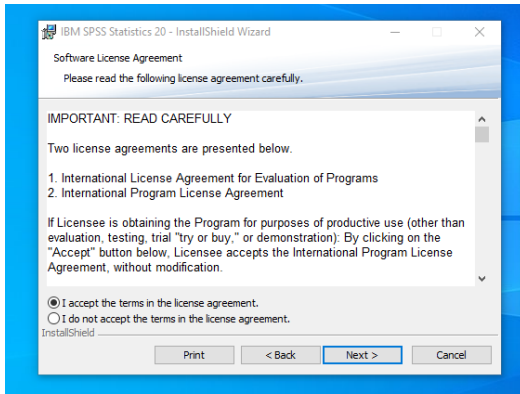 IBM SPSS Statistics 20 - InstallShield Wizard
Software License Agreement
Please read the following license agreement carefully.
IMPORTANT: READ CAREFULLY
Two license agreements are presented below.
1. International License Agreement for Evaluation of Programs
2. International Program License Agreement
If Licensee is obtaining the Program for purposes of productive use (other than
evaluation, testing, trial "try or buy," or demonstration): By clicking on the
"Accept" button below, Licensee accepts the International Program License
Agreement, without modification.
I accept the terms in the license agreement.
I do not accept the terms in the license agreement.
InstallShield
Print < Back Next > Cancel